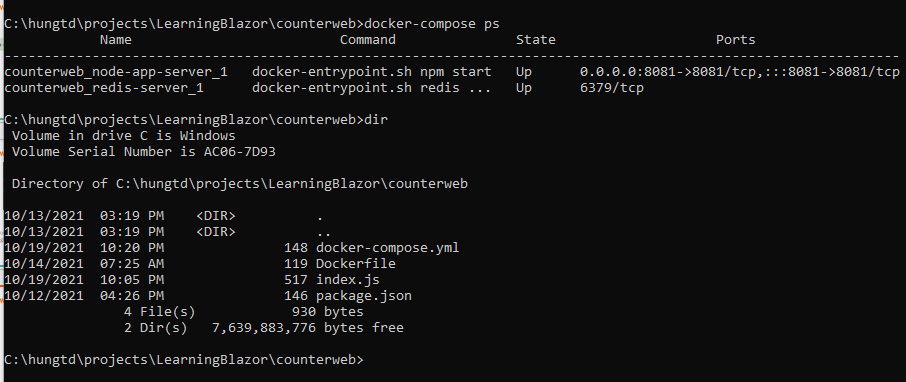 C:\hungtd\projects\LearningBlazor\counterweb>docker-compose ps
Name Command State Ports
--------------------------------------------------------------------------------------------------------------
counterweb_node-app-server_1 docker-entrypoint.sh npm start Up 0.0.0.0:8081->8081/tcp,:::8081->8081/tcp
counterweb_redis-server_1 docker-entrypoint.sh redis ... Up 6379/tcp
C:\hungtd\projects\LearningBlazor\counterweb>dir
Volume in drive C is Windows
Volume Serial Number is AC06-7D93
Directory of C:\hungtd\projects\LearningBlazor\counterweb
10/13/2021 03:19 PM <DIR> .
10/13/2021 03:19 PM <DIR> ..
10/19/2021 10:20 PM 148 docker-compose.yml
10/14/2021 07:25 AM 119 Dockerfile
10/19/2021 10:05 PM 517 index.js
10/12/2021 04:26 PM 146 package.json
4 File(s) 930 bytes
2 Dir(s) 7,639,883,776 bytes free
C:\hungtd\projects\LearningBlazor\counterweb>